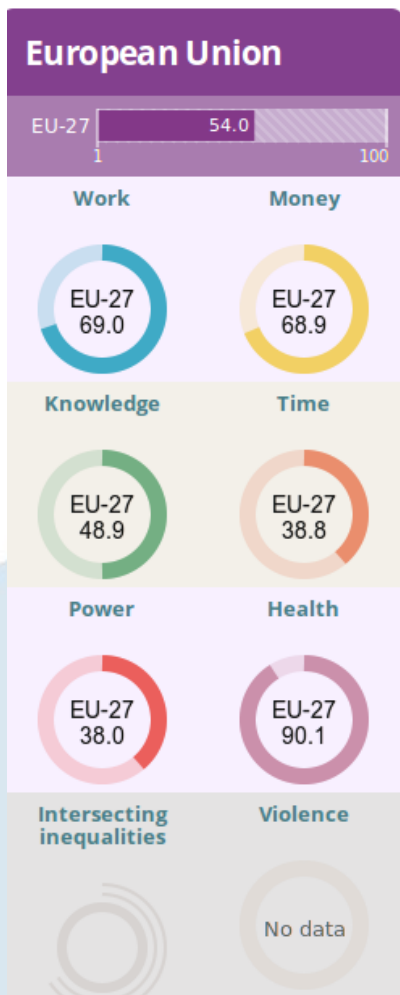 European Union
EU-27 54.0
1 100
Work Money
EU-27 EU-27
69.0 68.9
Knowledge Time
EU-27 EU-27
48.9 38.8
Power Health
EU-27 EU-27
38.0 90.1
Intersecting Violence
inequalities
No data